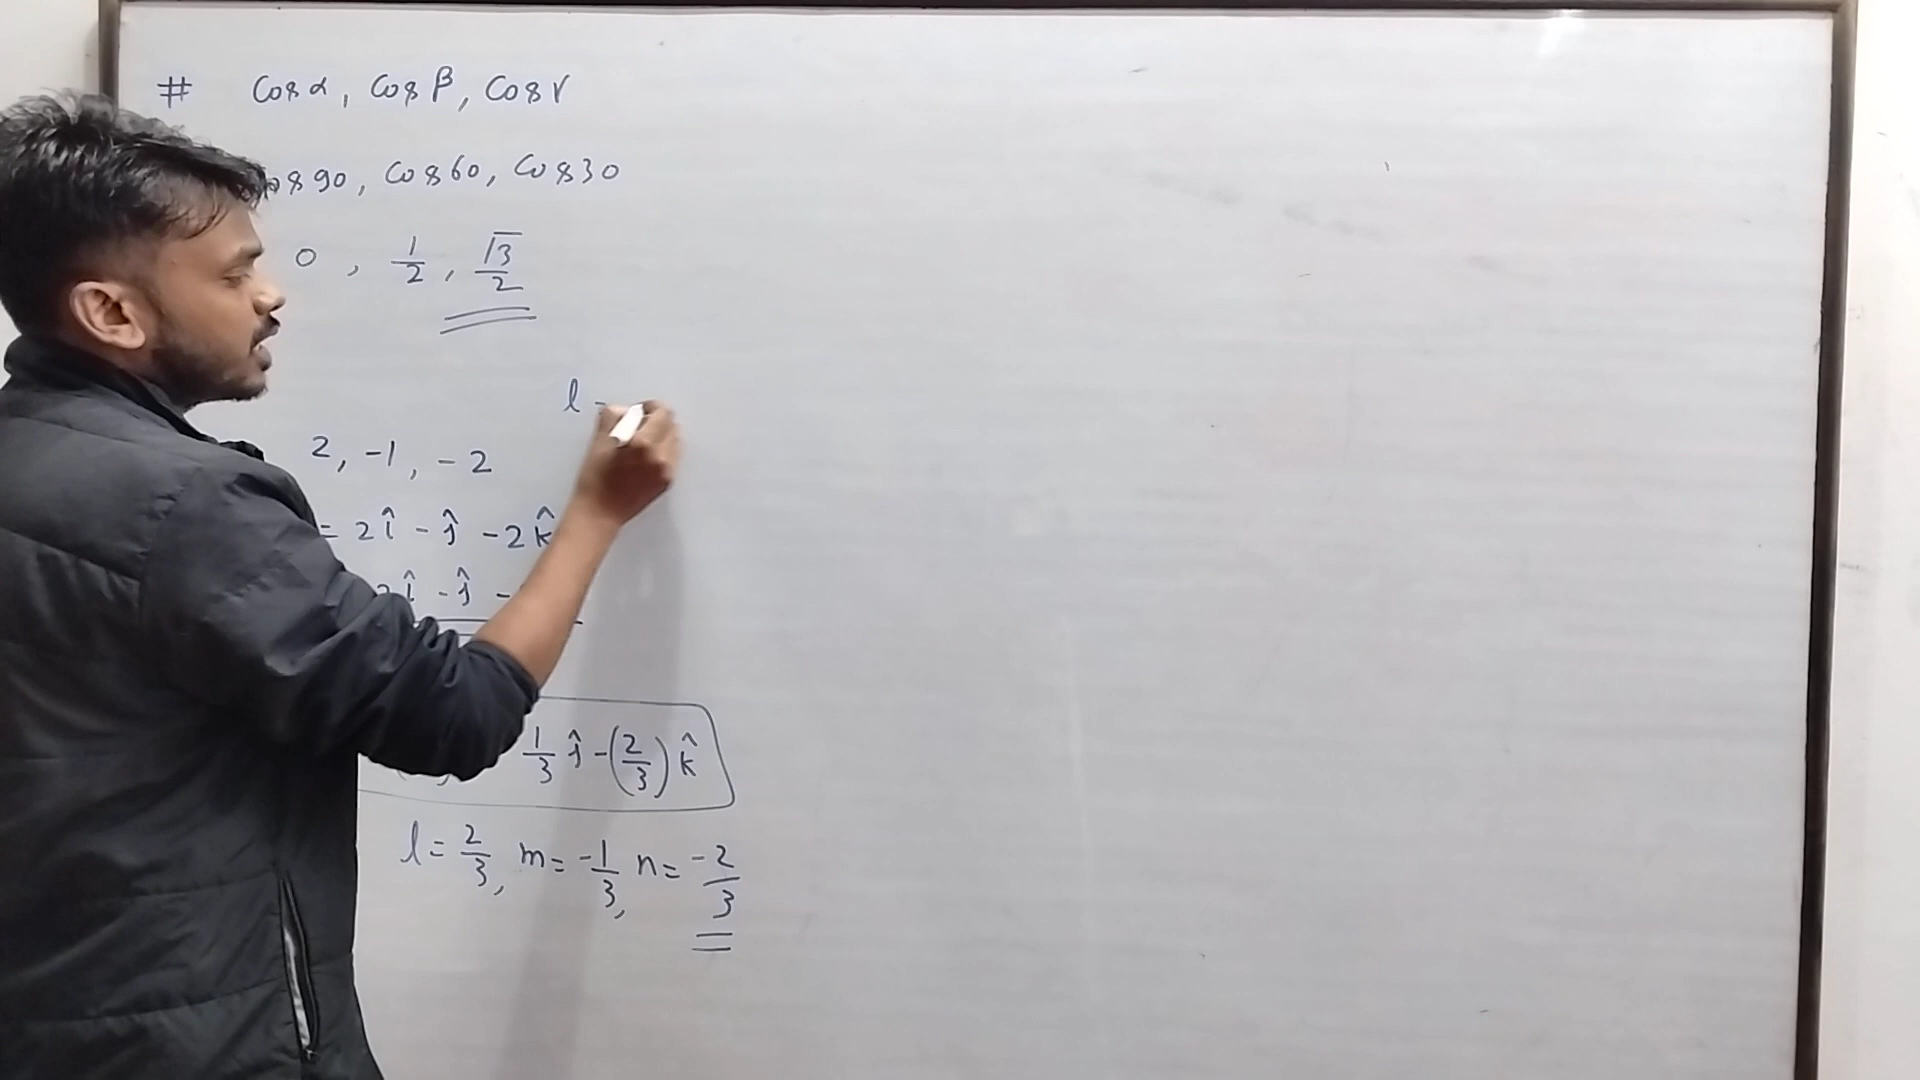 # Cosα, Cosβ, Cosγ
Cos90, Cos60, Cos30
0, 1/2, √3/2
l =
2, -1, -2
= 2î - ĵ - 2k̂
2î - ĵ -
1/3 ĵ - (2/3) k̂
l = 2/3, m = -1/3, n = -2/3